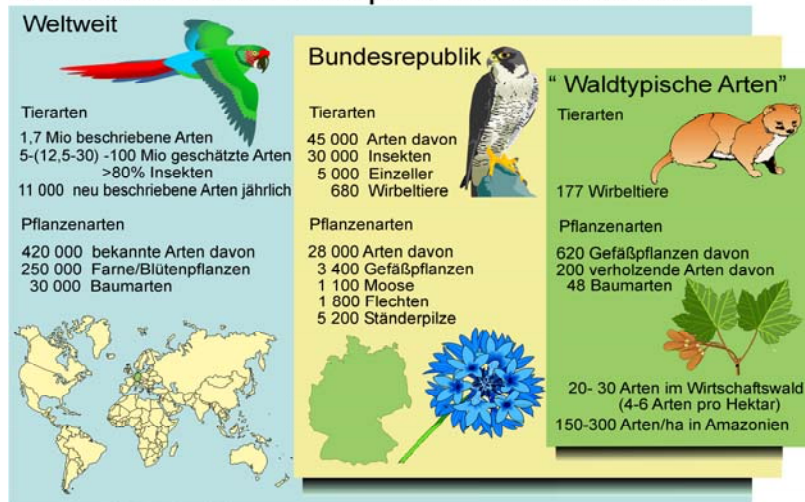 Weltweit
Tierarten
1,7 Mio beschriebene Arten
5-(12,5-30) -100 Mio geschätzte Arten
>80% Insekten
11 000 neu beschriebene Arten jährlich
Pflanzenarten
420 000 bekannte Arten davon
250 000 Farne/Blütenpflanzen
30 000 Baumarten
Bundesrepublik
Tierarten
45 000 Arten davon
30 000 Insekten
5 000 Einzeller
680 Wirbeltiere
Pflanzenarten
28 000 Arten davon
3 400 Gefäßpflanzen
1 100 Moose
1 800 Flechten
5 200 Ständerpilze
“ Waldtypische Arten”
Tierarten
177 Wirbeltiere
Pflanzenarten
620 Gefäßpflanzen davon
200 verholzende Arten davon
48 Baumarten
20- 30 Arten im Wirtschaftswald
(4-6 Arten pro Hektar)
150-300 Arten/ha in Amazonien